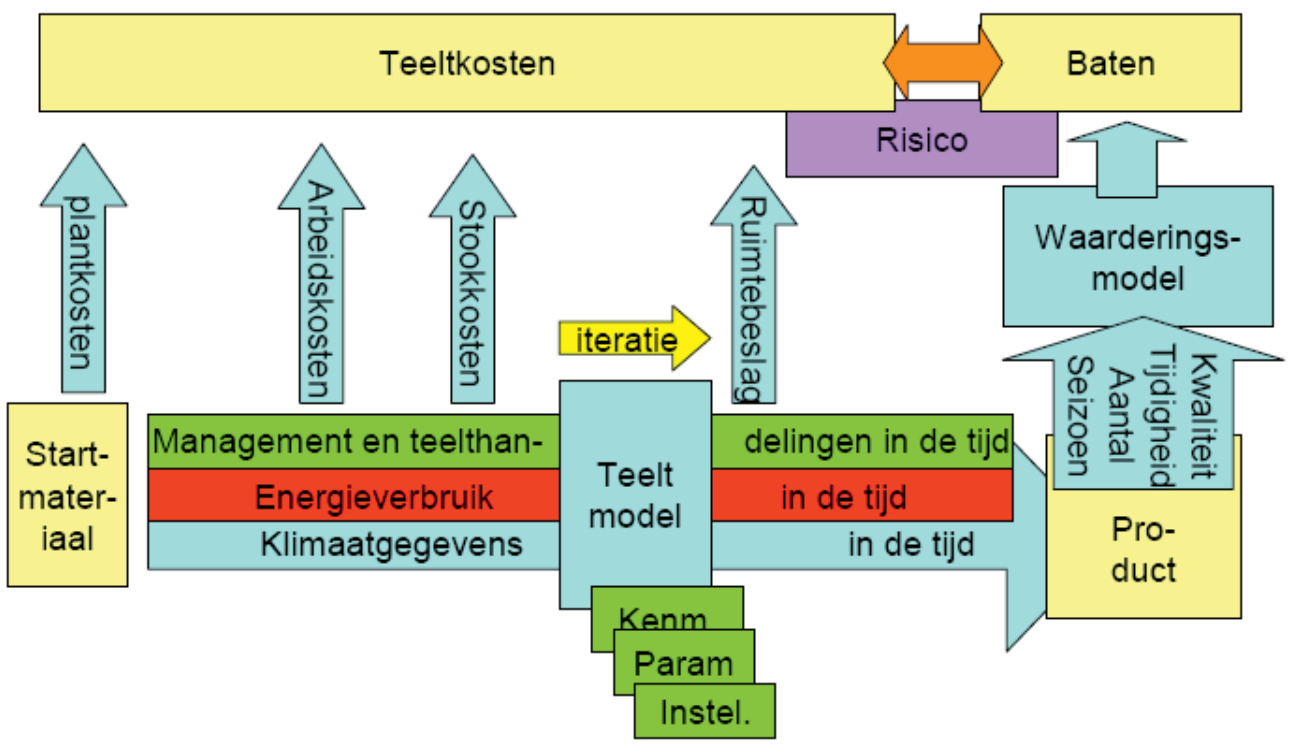 Teeltkosten
Baten
Risico
plantkosten
Arbeidskosten
Stookkosten
Ruimtebeslag
Waarderings-
model
iteratie
Kwaliteit
Tijdigheid
Aantal
Seizoen
Start-
mater-
iaal
Management en teelthan-
delingen in de tijd
Energieverbruik
in de tijd
Klimaatgegevens
in de tijd
Teelt
model
Pro-
duct
Kenm
Param
Instel.